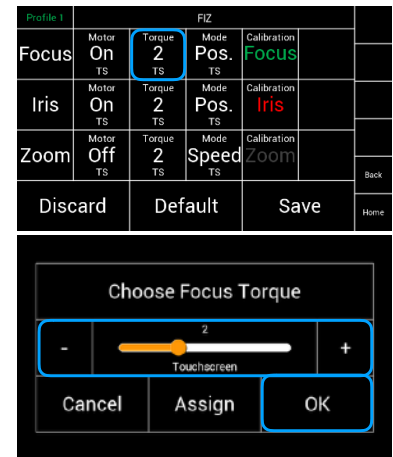 Profile 1 FIZ
Motor Torque Mode Calibration
Focus On 2 Pos. Focus
TS TS TS
Motor Torque Mode Calibration
Iris On 2 Pos. Iris
TS TS TS
Motor Torque Mode Calibration
Zoom Off 2 Speed Zoom
TS TS TS
Back
Discard Default Save
Home
Choose Focus Torque
2
- +
Touchscreen
Cancel Assign OK